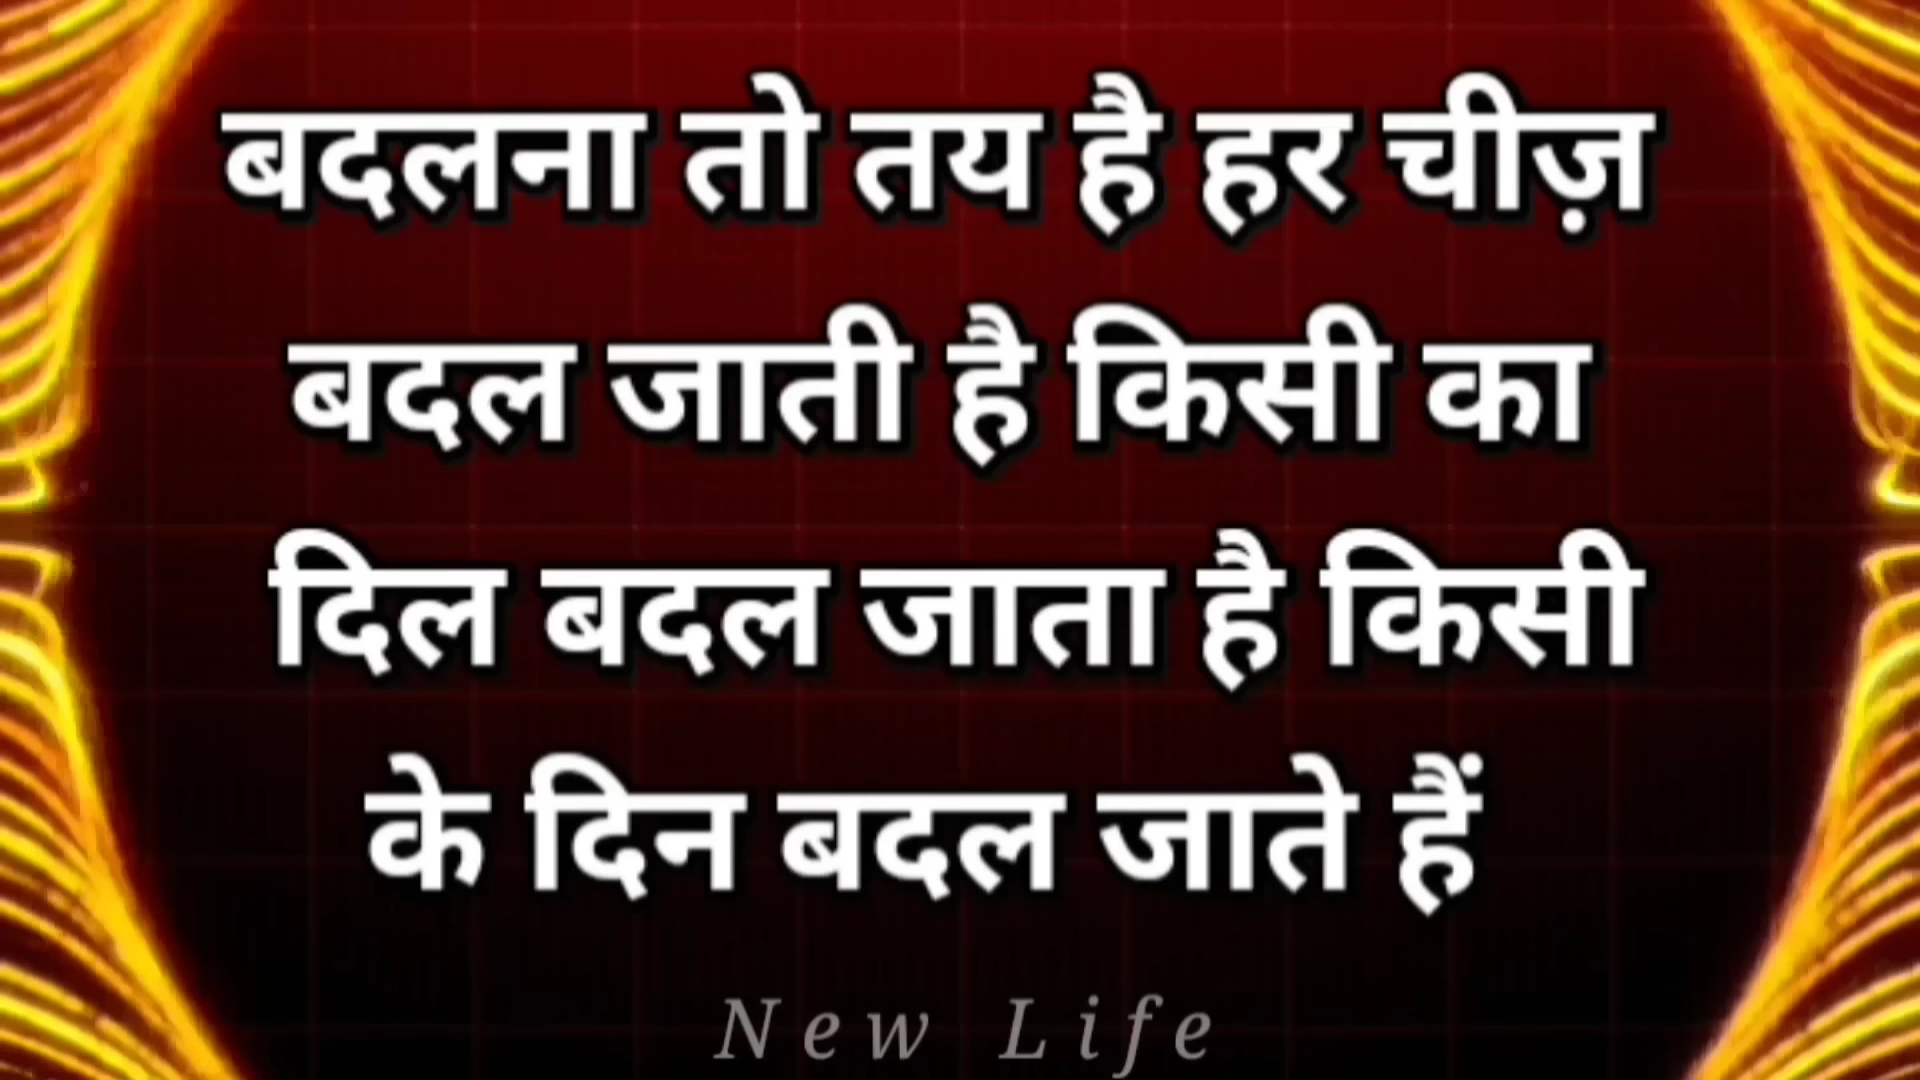 बदलना तो तय है हर चीज़
बदल जाती है किसी का
दिल बदल जाता है किसी
के दिन बदल जाते हैं
New Life